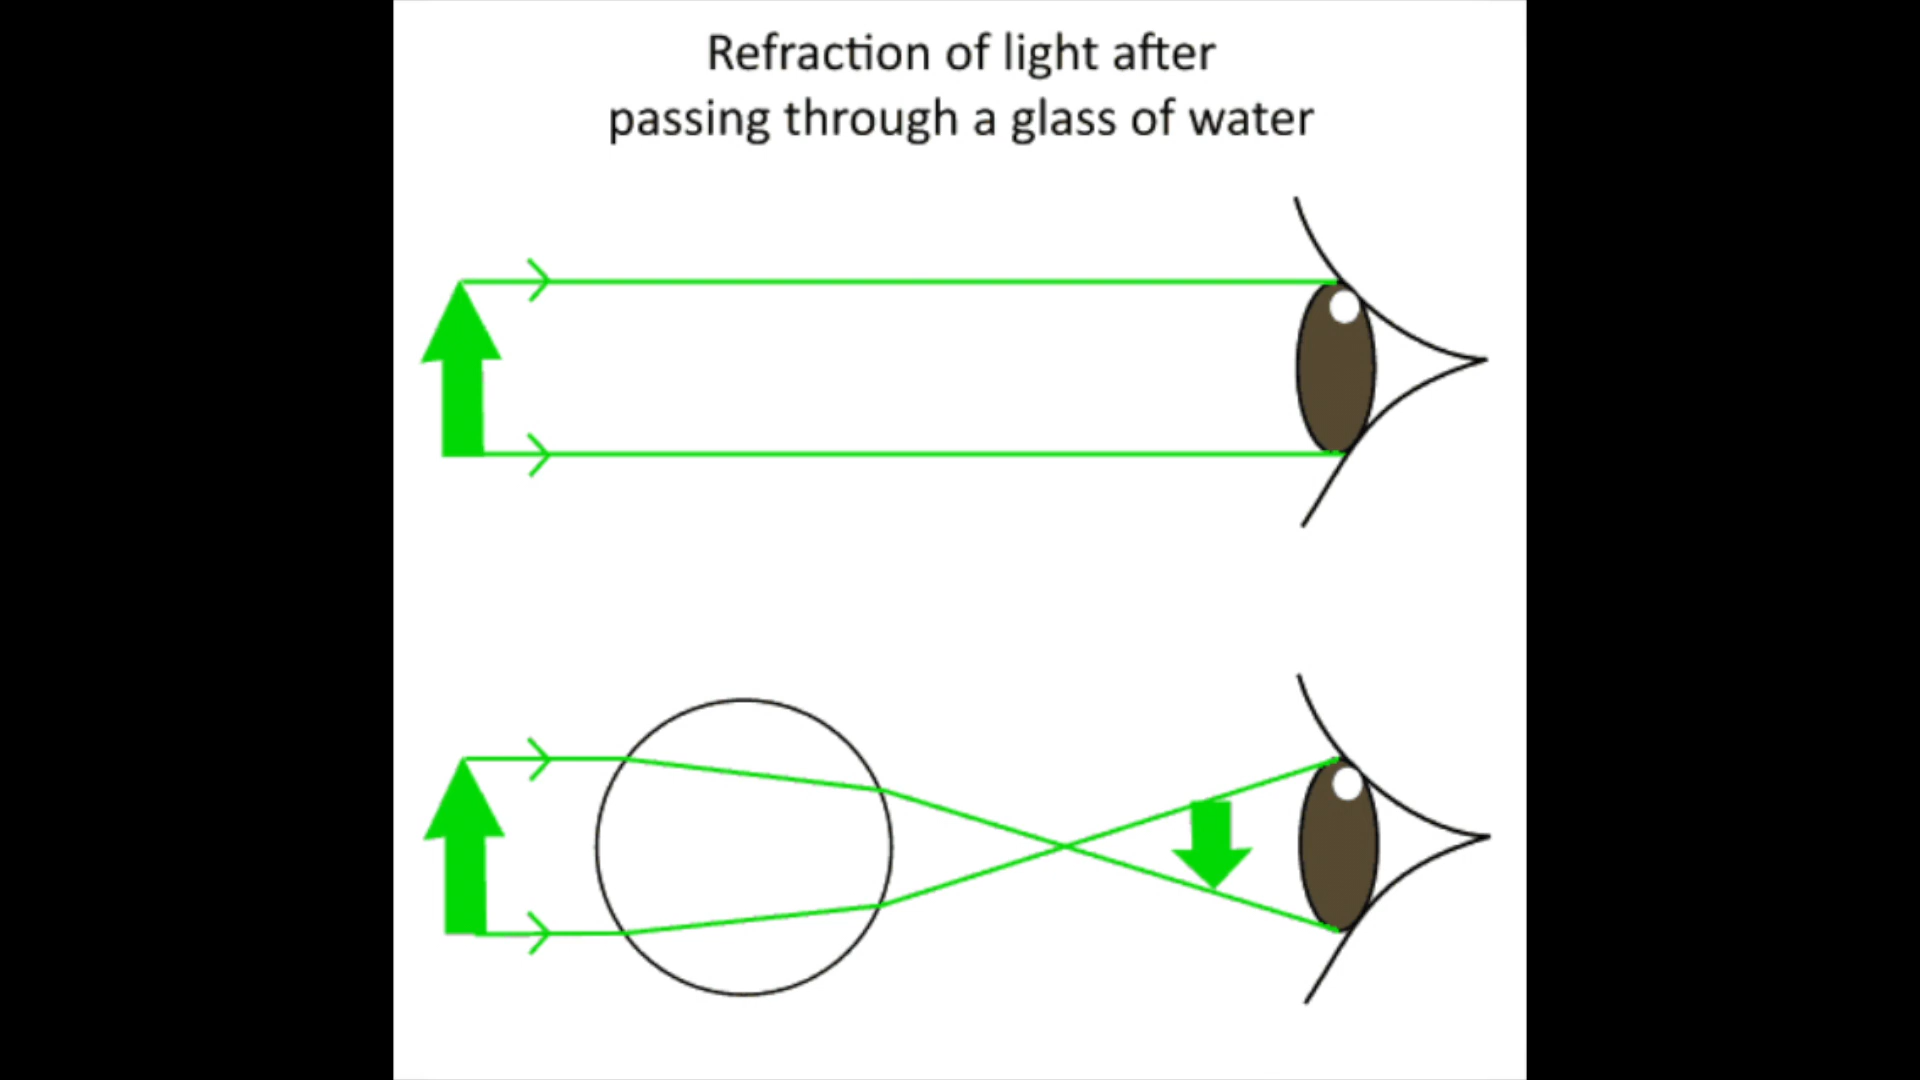 Refraction of light after
passing through a glass of water